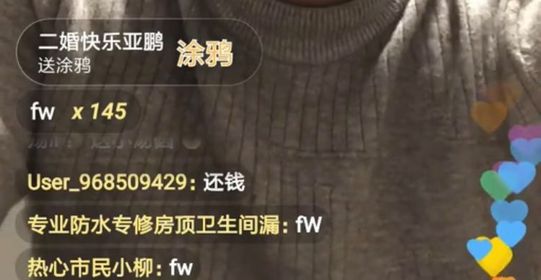 二婚快乐亚鹏
送涂鸦
涂鸦
fw x 145
User_968509429: 还钱
专业防水专修房顶卫生间漏: fW
热心市民小柳: fw